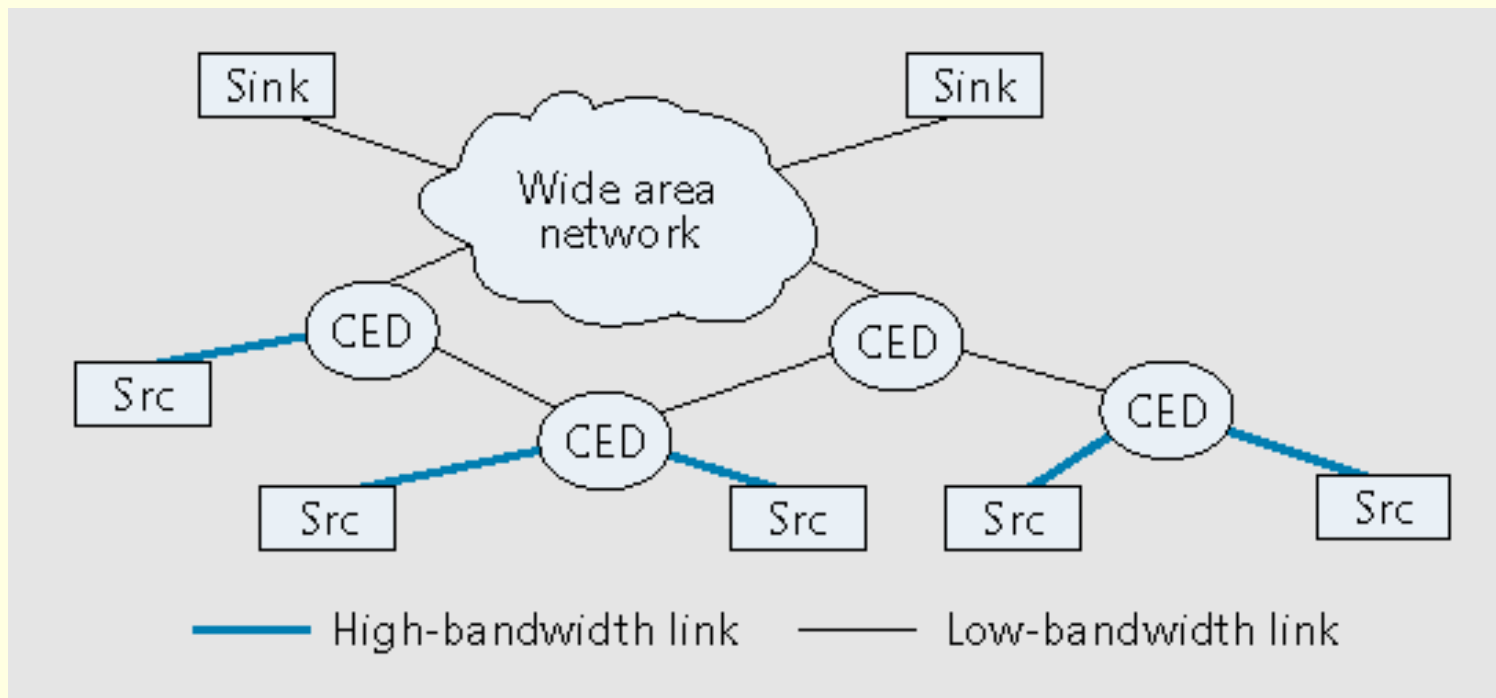 Sink
Sink
Wide area
network
CED
CED
Src
CED
CED
Src
Src
Src
Src
High-bandwidth link
Low-bandwidth link